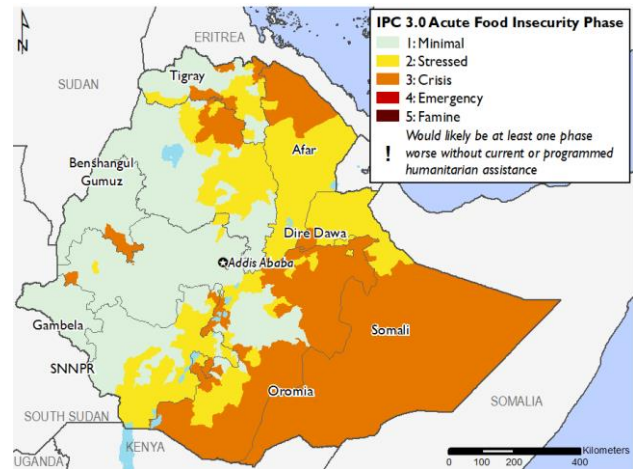 N
ERITREA
SUDAN
Tigray
Afar
Benshangul
Gumuz
Dire Dawa
Addis Ababa
Gambela
Somali
SNNPR
Oromia
SOUTH SUDAN
SOMALIA
KENYA
UGANDA
IPC 3.0 Acute Food Insecurity Phase
1: Minimal
2: Stressed
3: Crisis
4: Emergency
5: Famine
Would likely be at least one phase
! worse without current or programmed
humanitarian assistance
Kilometers
0 100 200 400